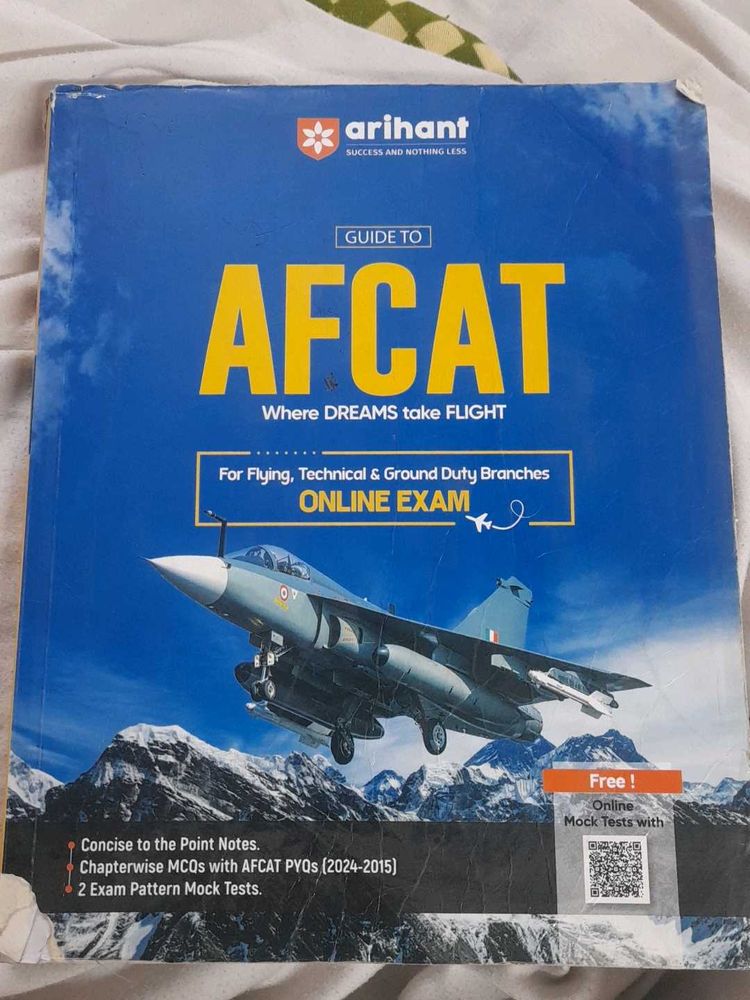 arihant
SUCCESS AND NOTHING LESS
GUIDE TO
AFCAT
Where DREAMS take FLIGHT
For Flying, Technical & Ground Duty Branches
ONLINE EXAM
Concise to the Point Notes.
Chapterwise MCQs with AFCAT PYQs (2024-2015)
2 Exam Pattern Mock Tests.
Free !
Online
Mock Tests with